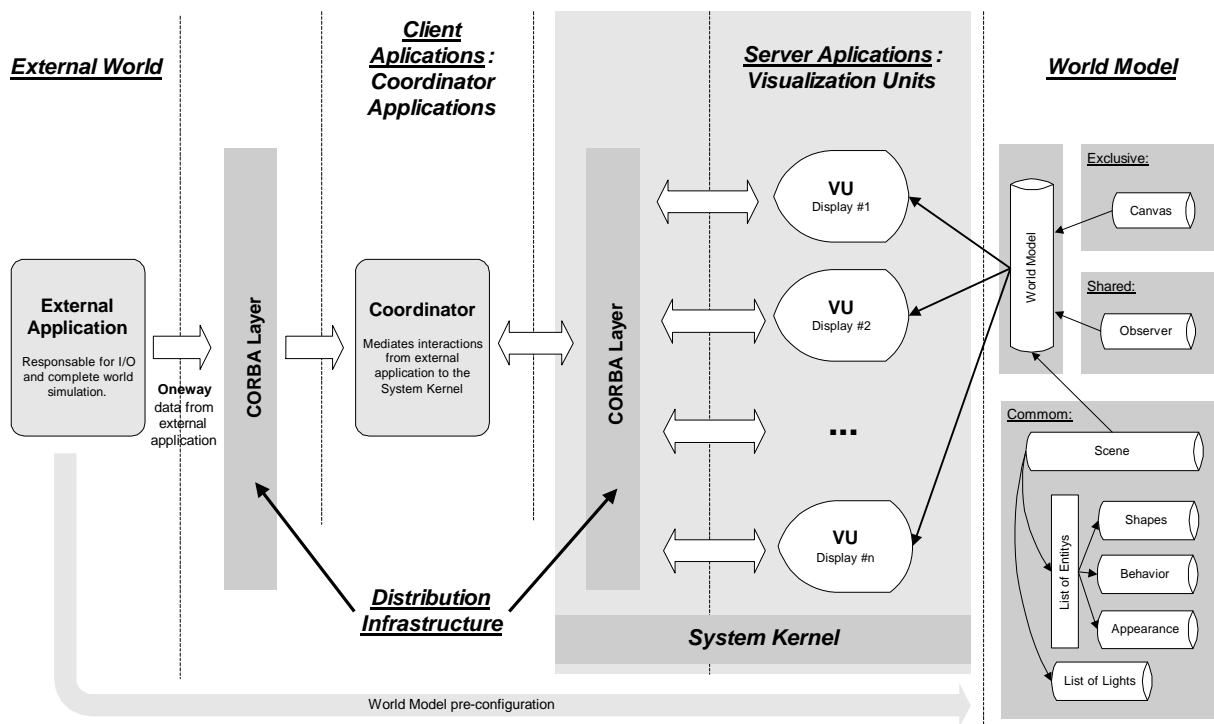 External World
Client
Aplications:
Coordinator
Applications
Server Aplications:
Visualization Units
World Model
External
Application
Responsable for I/O
and complete world
simulation.
Oneway
data from
external
application
CORBA Layer
Coordinator
Mediates interactions
from external
application to the
System Kernel
CORBA Layer
VU
Display #1
VU
Display #2
...
VU
Display #n
World Model
Exclusive:
Canvas
Shared:
Observer
Commom:
Scene
List of Entitys
Shapes
Behavior
Appearance
List of Lights
Distribution
Infrastructure
System Kernel
World Model pre-configuration